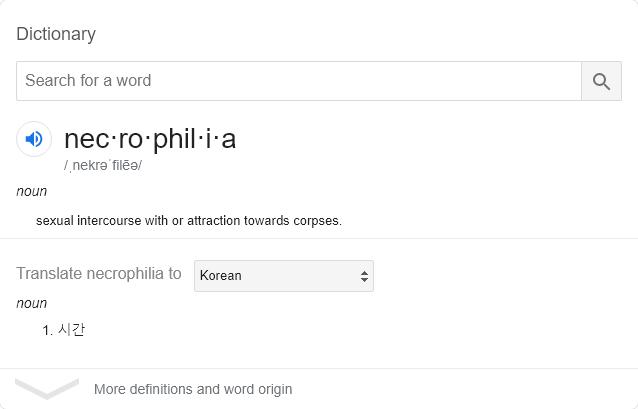 Dictionary
Search for a word
nec·ro·phil·i·a
/ˌnekrəˈfilēə/
noun
sexual intercourse with or attraction towards corpses.
Translate necrophilia to Korean
noun
1. 시간
More definitions and word origin